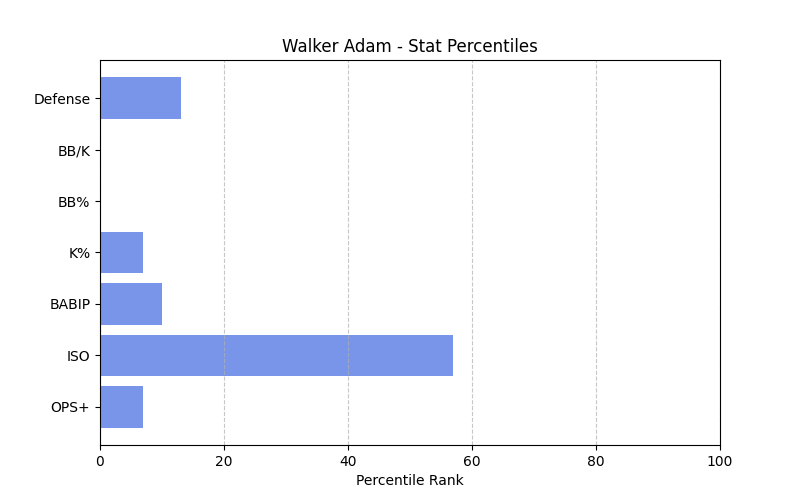 Walker Adam - Stat Percentiles
Defense
BB/K
BB%
K%
BABIP
ISO
OPS+
0 20 40 60 80 100
Percentile Rank